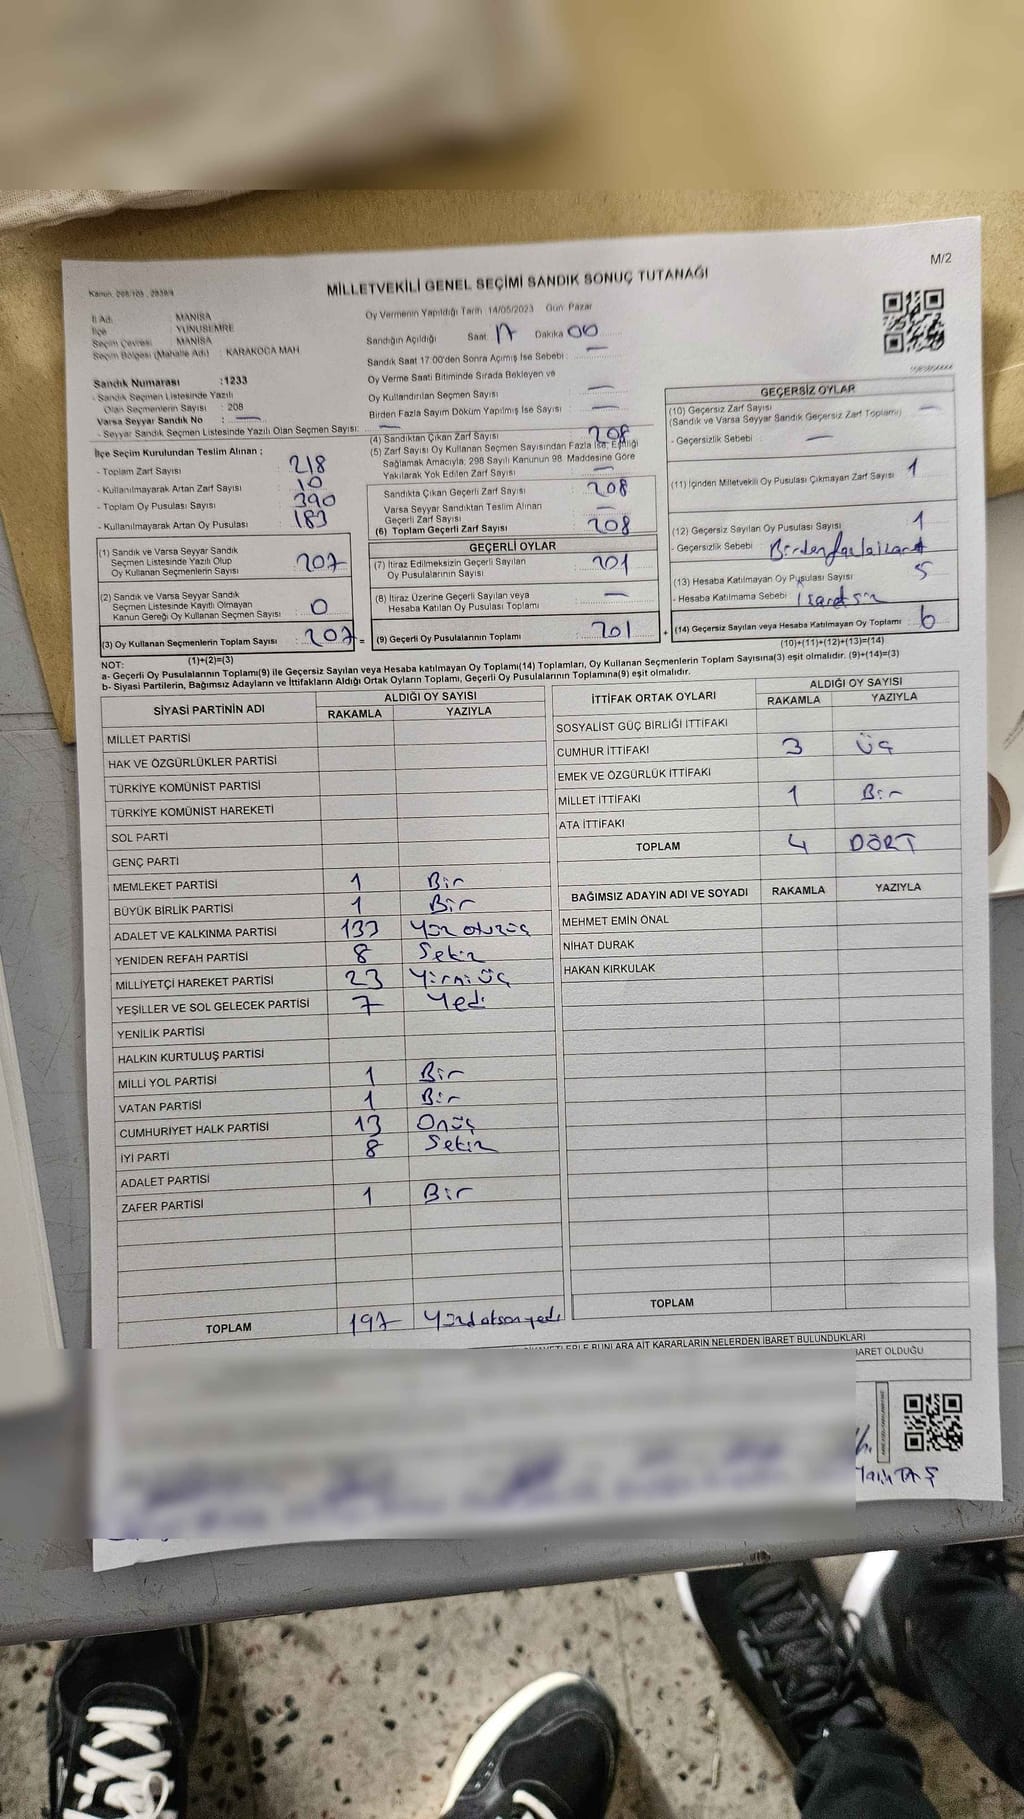 M/2
Kanun: 298/105 , 2839/4
MİLLETVEKİLİ GENEL SEÇİMİ SANDIK SONUÇ TUTANAĞI
İl Adı : MANİSA
İlçe : YUNUSEMRE
Seçim Çevresi : MANİSA
Seçim Bölgesi (Mahalle Adı) : KARAKOCA MAH
Oy Vermenin Yapıldığı Tarih: 14/05/2023 Gün: Pazar
Sandığın Açıldığı Saat: 17 Dakika 00
Sandık Saat 17:00'den Sonra Açımış İse Sebebi : —
Oy Verme Saati Bitiminde Sırada Bekleyen ve
Oy Kullandırılan Seçmen Sayısı : —
Birden Fazla Sayım Döküm Yapılmış İse Sayısı : —
Sandık Numarası :1233
- Sandık Seçmen Listesinde Yazılı
Olan Seçmenlerin Sayısı : 208
Varsa Seyyar Sandık No : —
- Seyyar Sandık Seçmen Listesinde Yazılı Olan Seçmen Sayısı: —
İlçe Seçim Kurulundan Teslim Alınan :
- Toplam Zarf Sayısı : 218
- Kullanılmayarak Artan Zarf Sayısı : 10
- Toplam Oy Pusulası Sayısı : 390
- Kullanılmayarak Artan Oy Pusulası : 183
(1) Sandık ve Varsa Seyyar Sandık
Seçmen Listesinde Yazılı Olup
Oy Kullanan Seçmenlerin Sayısı : 207
(2) Sandık ve Varsa Seyyar Sandık
Seçmen Listesinde Kayıtlı Olmayan
Kanun Gereği Oy Kullanan Seçmen Sayısı : 0
(3) Oy Kullanan Seçmenlerin Toplam Sayısı : 207 =
(1)+(2)=(3)
(4) Sandıktan Çıkan Zarf Sayısı : 208
(5) Zarf Sayısı Oy Kullanan Seçmen Sayısından Fazla İse, Eşitliği
Sağlamak Amacıyla, 298 Sayılı Kanunun 98. Maddesine Göre
Yakılarak Yok Edilen Zarf Sayısı : —
Sandıkta Çıkan Geçerli Zarf Sayısı : 208
Varsa Seyyar Sandıktan Teslim Alınan
Geçerli Zarf Sayısı : —
(6) Toplam Geçerli Zarf Sayısı : 208
GEÇERLİ OYLAR
(7) İtiraz Edilmeksizin Geçerli Sayılan
Oy Pusulalarının Sayısı : 201
(8) İtiraz Üzerine Geçerli Sayılan veya
Hesaba Katılan Oy Pusulası Toplamı : —
(9) Geçerli Oy Pusulalarının Toplamı : 201 +
GEÇERSİZ OYLAR
(10) Geçersiz Zarf Sayısı : —
(Sandık ve Varsa Seyyar Sandık Geçersiz Zarf Toplamı)
- Geçersizlik Sebebi : —
(11) İçinden Milletvekili Oy Pusulası Çıkmayan Zarf Sayısı : 1
(12) Geçersiz Sayılan Oy Pusulası Sayısı : 1
- Geçersizlik Sebebi : Birden fazla işaret
(13) Hesaba Katılmayan Oy Pusulası Sayısı : 5
- Hesaba Katılmama Sebebi : İşaretsiz
(14) Geçersiz Sayılan veya Hesaba Katılmayan Oy Toplamı : 6
(10)+(11)+(12)+(13)=(14)
NOT:
a- Geçerli Oy Pusulalarının Toplamı(9) ile Geçersiz Sayılan veya Hesaba katılmayan Oy Toplamı(14) Toplamları, Oy Kullanan Seçmenlerin Toplam Sayısına(3) eşit olmalıdır. (9)+(14)=(3)
b- Siyasi Partilerin, Bağımsız Adayların ve İttifakların Aldığı Ortak Oyların Toplamı, Geçerli Oy Pusulalarının Toplamına(9) eşit olmalıdır.
SİYASİ PARTİNİN ADI ALDIĞI OY SAYISI
RAKAMLA YAZIYLA
MİLLET PARTİSİ
HAK VE ÖZGÜRLÜKLER PARTİSİ
TÜRKİYE KOMÜNİST PARTİSİ
TÜRKİYE KOMÜNİST HAREKETİ
SOL PARTİ
GENÇ PARTİ
MEMLEKET PARTİSİ 1 Bir
BÜYÜK BİRLİK PARTİSİ 1 Bir
ADALET VE KALKINMA PARTİSİ 133 Yüz otuzüç
YENİDEN REFAH PARTİSİ 8 Sekiz
MİLLİYETÇİ HAREKET PARTİSİ 23 Yirmi üç
YEŞİLLER VE SOL GELECEK PARTİSİ 7 Yedi
YENİLİK PARTİSİ
HALKIN KURTULUŞ PARTİSİ
MİLLİ YOL PARTİSİ 1 Bir
VATAN PARTİSİ 1 Bir
CUMHURİYET HALK PARTİSİ 13 Onüç
İYİ PARTİ 8 Sekiz
ADALET PARTİSİ
ZAFER PARTİSİ 1 Bir
TOPLAM 197 Yüzdoksanyedi
İTTİFAK ORTAK OYLARI ALDIĞI OY SAYISI
RAKAMLA YAZIYLA
SOSYALİST GÜÇ BİRLİĞİ İTTİFAKI
CUMHUR İTTİFAKI 3 Üç
EMEK VE ÖZGÜRLÜK İTTİFAKI
MİLLET İTTİFAKI 1 Bir
ATA İTTİFAKI
TOPLAM 4 DÖRT
BAĞIMSIZ ADAYIN ADI VE SOYADI RAKAMLA YAZIYLA
MEHMET EMİN ÖNAL
NİHAT DURAK
HAKAN KIRKULAK
TOPLAM
BUNLARA AİT KARARLARIN NELERDEN İBARET BULUNDUKLARI
BARET OLDUĞU
TAŞ